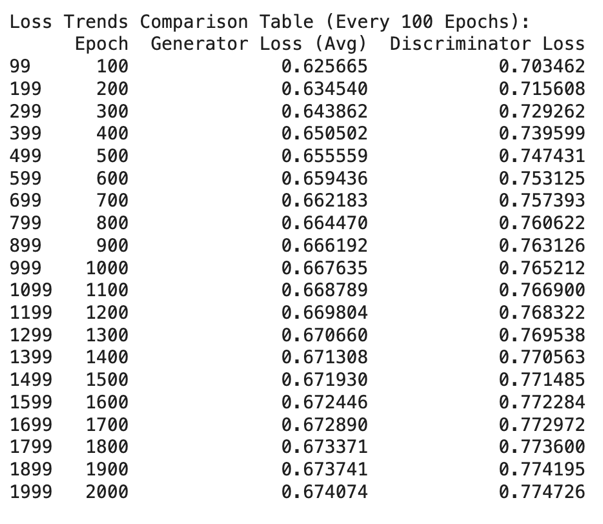 Loss Trends Comparison Table (Every 100 Epochs):
Epoch Generator Loss (Avg) Discriminator Loss
99 100 0.625665 0.703462
199 200 0.634540 0.715608
299 300 0.643862 0.729262
399 400 0.650502 0.739599
499 500 0.655559 0.747431
599 600 0.659436 0.753125
699 700 0.662183 0.757393
799 800 0.664470 0.760622
899 900 0.666192 0.763126
999 1000 0.667635 0.765212
1099 1100 0.668789 0.766900
1199 1200 0.669804 0.768322
1299 1300 0.670660 0.769538
1399 1400 0.671308 0.770563
1499 1500 0.671930 0.771485
1599 1600 0.672446 0.772284
1699 1700 0.672890 0.772972
1799 1800 0.673371 0.773600
1899 1900 0.673741 0.774195
1999 2000 0.674074 0.774726